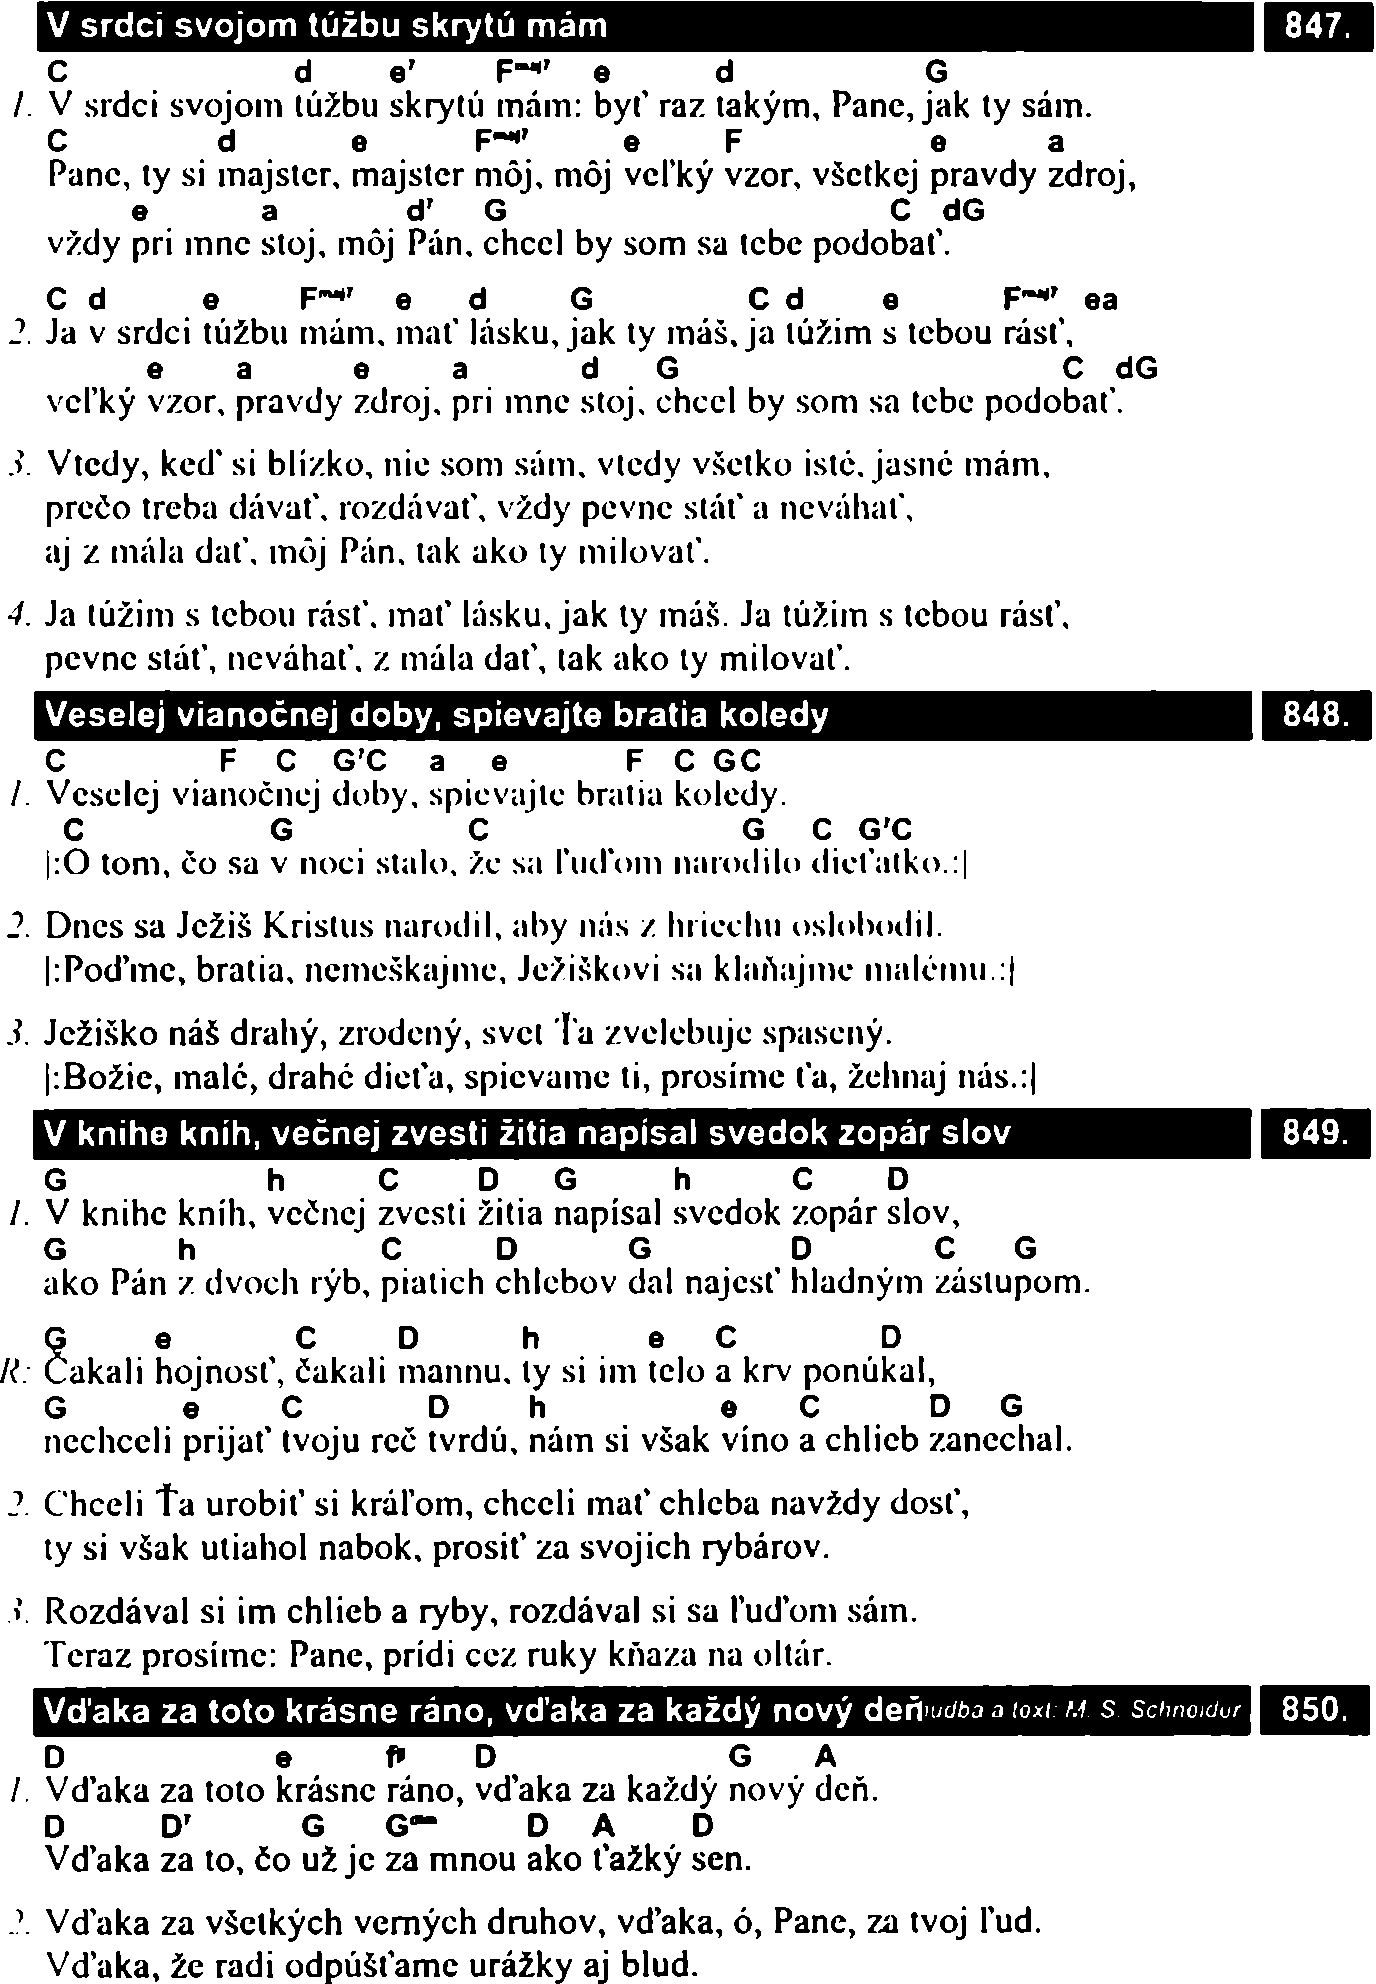 V srdci svojom túžbu skrytú mám 847.
C d e7 Fmaj7 e d G
1. V srdci svojom túžbu skrytú mám: byť raz takým, Pane, jak ty sám.
C d e Fmaj7 e F e a
Pane, ty si majster, majster môj, môj veľký vzor, všetkej pravdy zdroj,
e a d7 G C dG
vždy pri mne stoj, môj Pán, chcel by som sa tebe podobať.
C d e Fmaj7 e d G C d e Fmaj7 ea
2. Ja v srdci túžbu mám, mať lásku, jak ty máš, ja túžim s tebou rásť,
e a e a d G C dG
veľký vzor, pravdy zdroj, pri mne stoj, chcel by som sa tebe podobať.
3. Vtedy, keď si blízko, nie som sám, vtedy všetko isté, jasné mám,
prečo treba dávať, rozdávať, vždy pevne stáť a neváhať,
aj z mála dať, môj Pán, tak ako ty milovať.
4. Ja túžim s tebou rásť, mať lásku, jak ty máš. Ja túžim s tebou rásť,
pevne stáť, neváhať, z mála dať, tak ako ty milovať.
Veselej vianočnej doby, spievajte bratia koledy 848.
C F C G7C a e F C GC
1. Veselej vianočnej doby, spievajte bratia koledy.
C G C G C G7C
|:O tom, čo sa v noci stalo, že sa ľuďom narodilo dieťatko.:|
2. Dnes sa Ježiš Kristus narodil, aby nás z hriechu oslobodil.
|:Poďme, bratia, nemeškajme, Ježiškovi sa klaňajme malému.:|
3. Ježiško náš drahý, zrodený, svet Ťa zvelebuje spasený.
|:Božie, malé, drahé dieťa, spievame ti, prosíme ťa, žehnaj nás.:|
V knihe kníh, večnej zvesti žitia napísal svedok zopár slov 849.
G h C D G h C D
1. V knihe kníh, večnej zvesti žitia napísal svedok zopár slov,
G h C D G D C G
ako Pán z dvoch rýb, piatich chlebov dal najesť hladným zástupom.
G e C D h e C D
R: Čakali hojnosť, čakali mannu, ty si im telo a krv ponúkal,
G e C D h e C D G
nechceli prijať tvoju reč tvrdú, nám si však víno a chlieb zanechal.
2. Chceli Ťa urobiť si kráľom, chceli mať chleba navždy dosť,
ty si však utiahol nabok, prosiť za svojich rybárov.
3. Rozdával si im chlieb a ryby, rozdával si sa ľuďom sám.
Teraz prosíme: Pane, prídi cez ruky kňaza na oltár.
Vďaka za toto krásne ráno, vďaka za každý nový deň hudba a text: M. S. Schneider 850.
D e D G A
1. Vďaka za toto krásne ráno, vďaka za každý nový deň.
D D7 G D A D
Vďaka za to, čo už je za mnou ako ťažký sen.
2. Vďaka za všetkých verných druhov, vďaka, ó, Pane, za tvoj ľud.
Vďaka, že radi odpúšťame urážky aj blud.